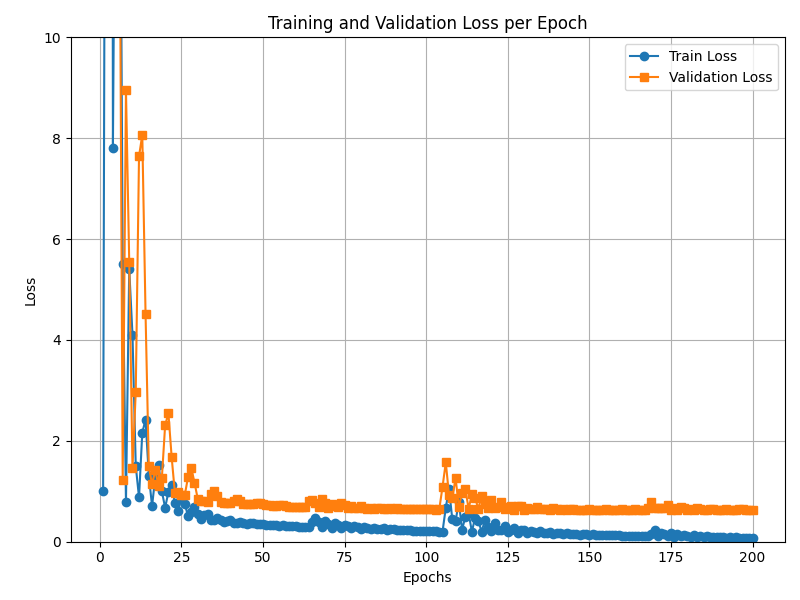 Training and Validation Loss per Epoch
Train Loss
Validation Loss
10
8
6
4
2
0
Loss
0 25 50 75 100 125 150 175 200
Epochs